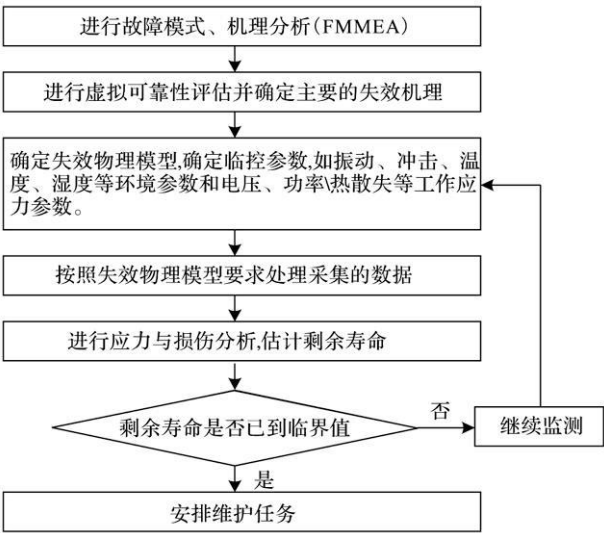 进行故障模式、机理分析(FMMEA)
进行虚拟可靠性评估并确定主要的失效机理
确定失效物理模型,确定临控参数,如振动、冲击、温
度、湿度等环境参数和电压、功率\热散失等工作应
力参数。
按照失效物理模型要求处理采集的数据
进行应力与损伤分析,估计剩余寿命
剩余寿命是否已到临界值
否
继续监测
是
安排维护任务